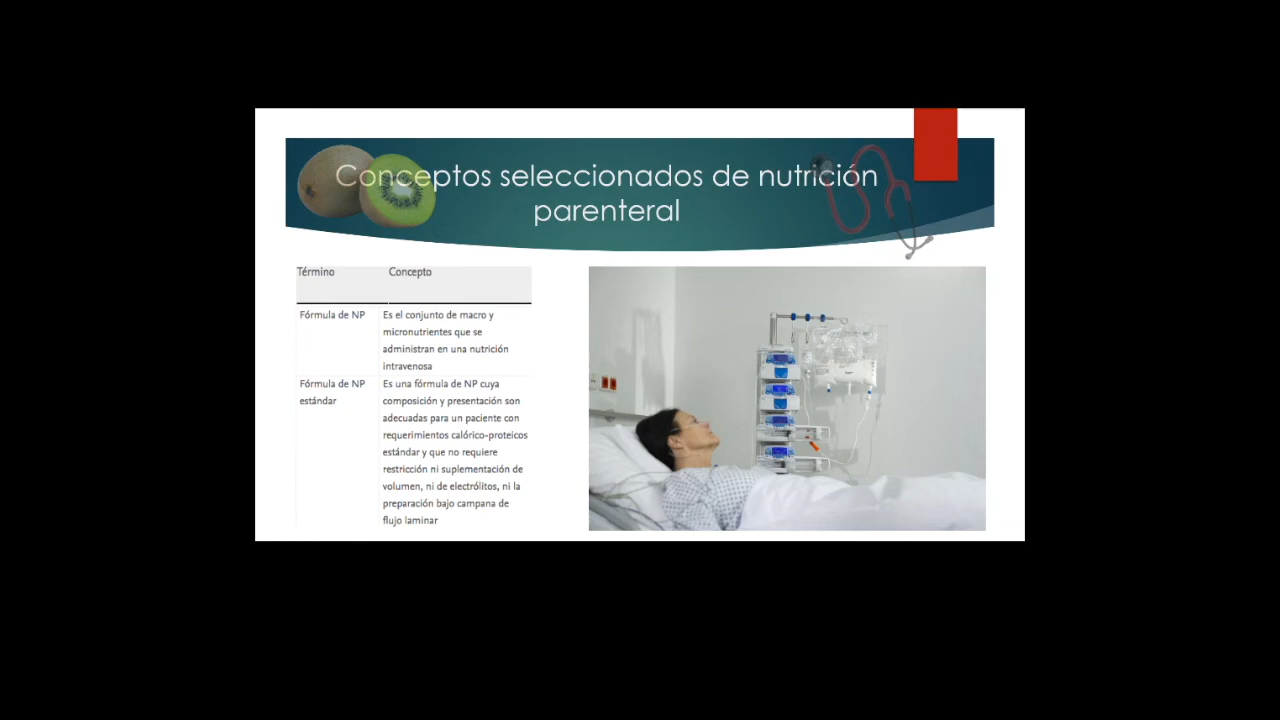 Conceptos seleccionados de nutrición
parenteral
Término Concepto
Fórmula de NP Es el conjunto de macro y
micronutrientes que se
administran en una nutrición
intravenosa
Fórmula de NP Es una fórmula de NP cuya
estándar composición y presentación son
adecuadas para un paciente con
requerimientos calórico-proteicos
estándar y que no requiere
restricción ni suplementación de
volumen, ni de electrólitos, ni la
preparación bajo campana de
flujo laminar